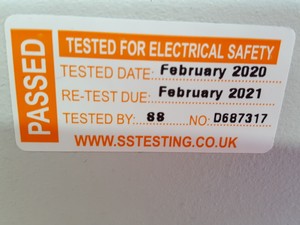 PASSED
TESTED FOR ELECTRICAL SAFETY
TESTED DATE: February 2020
RE-TEST DUE: February 2021
TESTED BY: 88 NO: D687317
WWW.SSTESTING.CO.UK